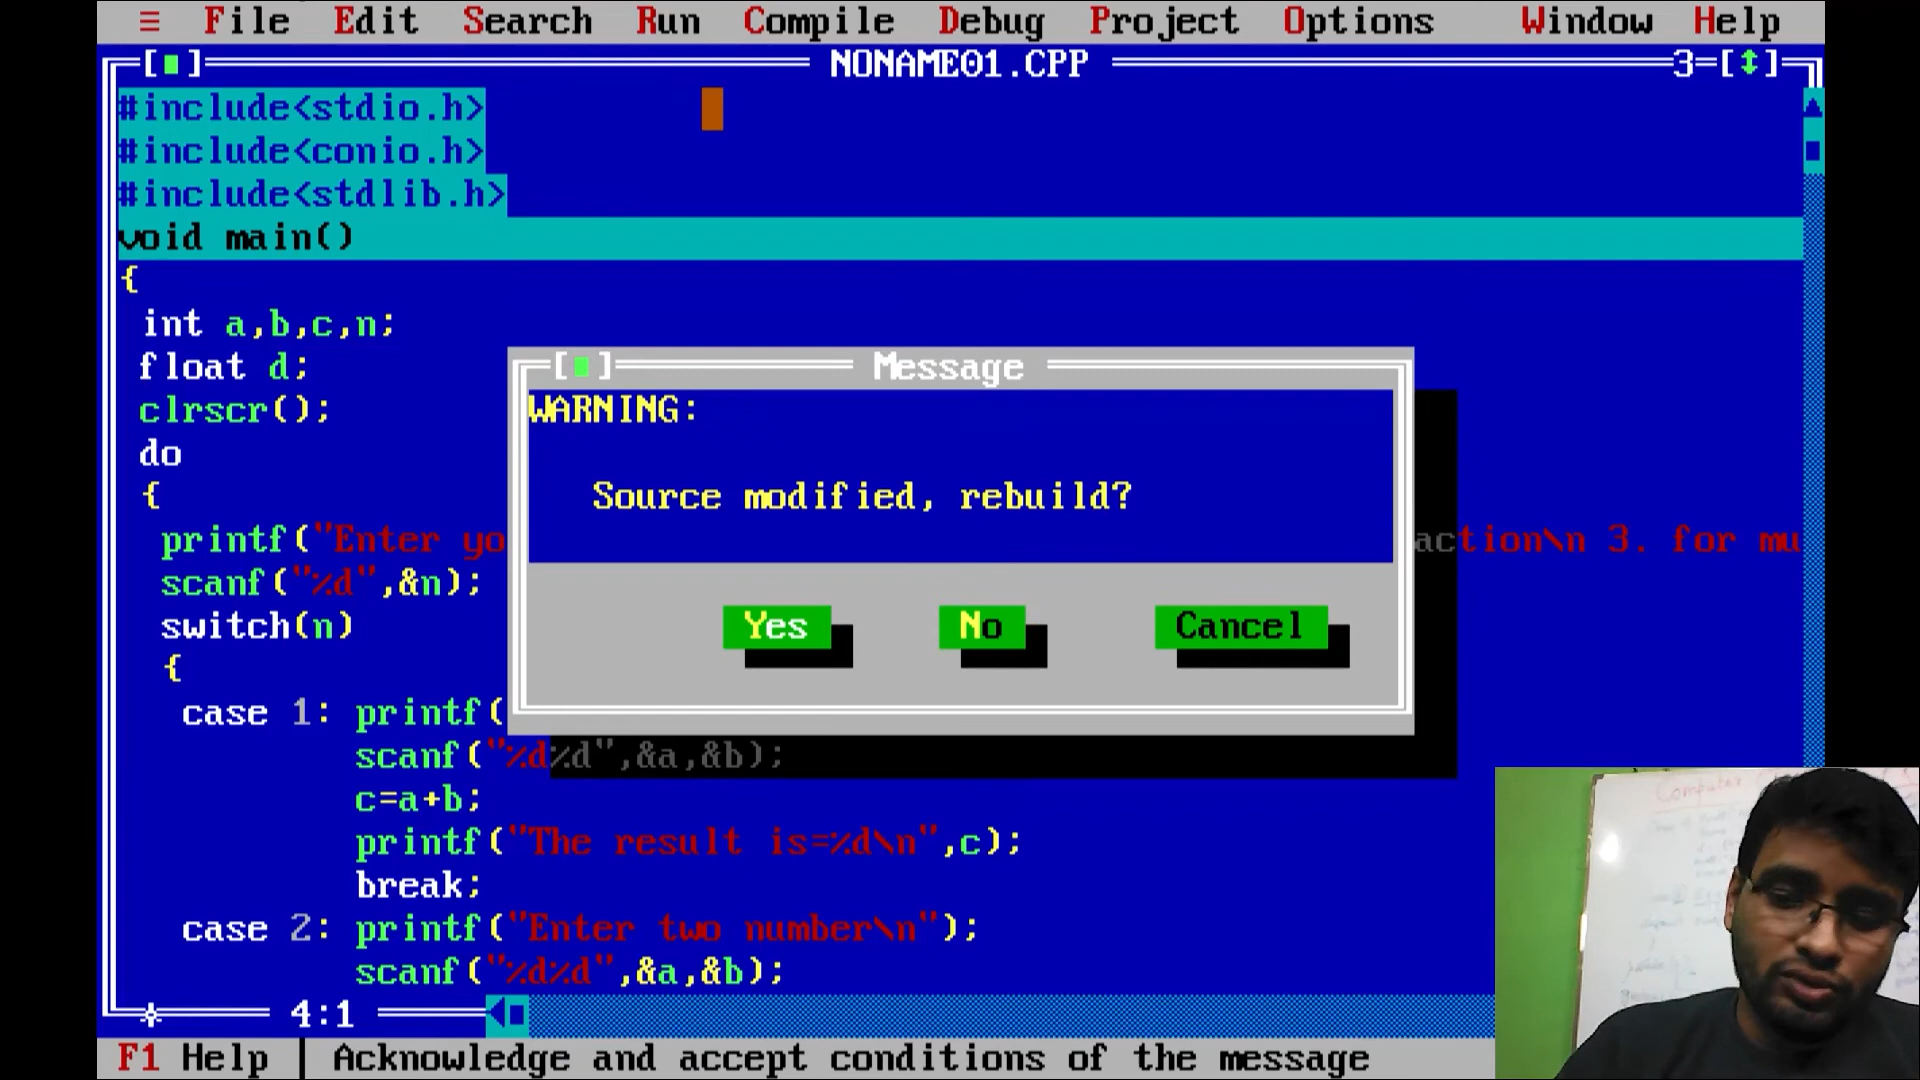 ≡ File Edit Search Run Compile Debug Project Options Window Help
[■] NONAME01.CPP 3=[↕]
#include<stdio.h>
#include<conio.h>
#include<stdlib.h>
void main()
{
int a,b,c,n;
float d;
clrscr();
do
{
printf("Enter yo action\n 3. for mu
scanf("%d",&n);
switch(n)
{
case 1: printf(
scanf("%d%d",&a,&b);
c=a+b;
printf("The result is=%d\n",c);
break;
case 2: printf("Enter two number\n");
scanf("%d%d",&a,&b);
4:1
[■] Message
WARNING:
Source modified, rebuild?
Yes No Cancel
F1 Help | Acknowledge and accept conditions of the message
Computer